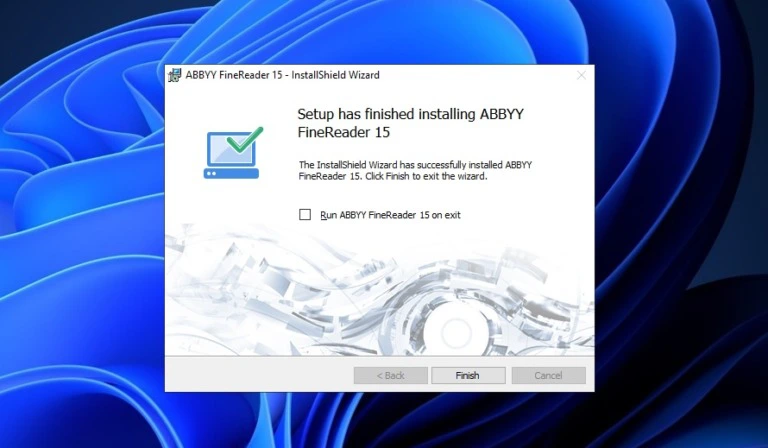 ABBYY FineReader 15 - InstallShield Wizard
Setup has finished installing ABBYY
FineReader 15
The InstallShield Wizard has successfully installed ABBYY
FineReader 15. Click Finish to exit the wizard.
Run ABBYY FineReader 15 on exit
< Back
Finish
Cancel